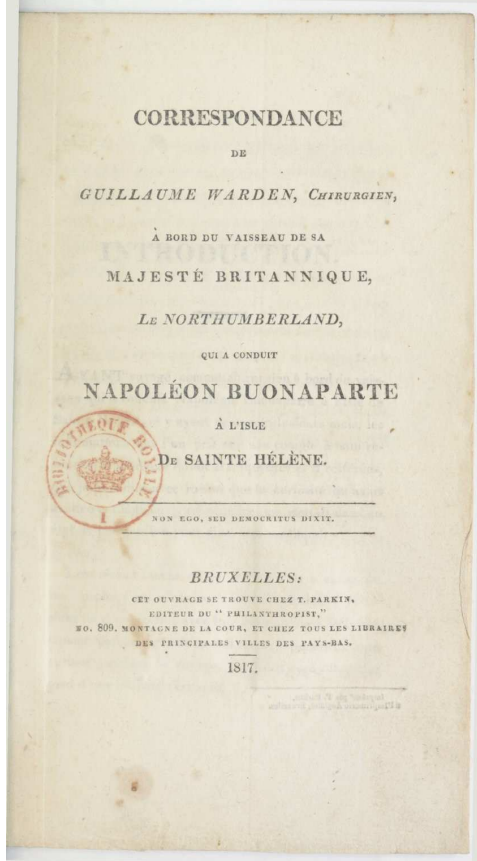 CORRESPONDANCE
DE
GUILLAUME WARDEN, CHIRURGIEN,
À BORD DU VAISSEAU DE SA
MAJESTÉ BRITANNIQUE,
LE NORTHUMBERLAND,
QUI A CONDUIT
NAPOLÉON BUONAPARTE
À L'ISLE
DE SAINTE HÉLÈNE.
BIBLIOTHEQUE ROYALE
I
NON EGO, SED DEMOCRITUS DIXIT.
BRUXELLES:
CET OUVRAGE SE TROUVE CHEZ T. PARKIN,
EDITEUR DU "PHILANTHROPIST,"
NO. 809. MONTAGNE DE LA COUR, ET CHEZ TOUS LES LIBRAIRES
DES PRINCIPALES VILLES DES PAYS-BAS.
1817.